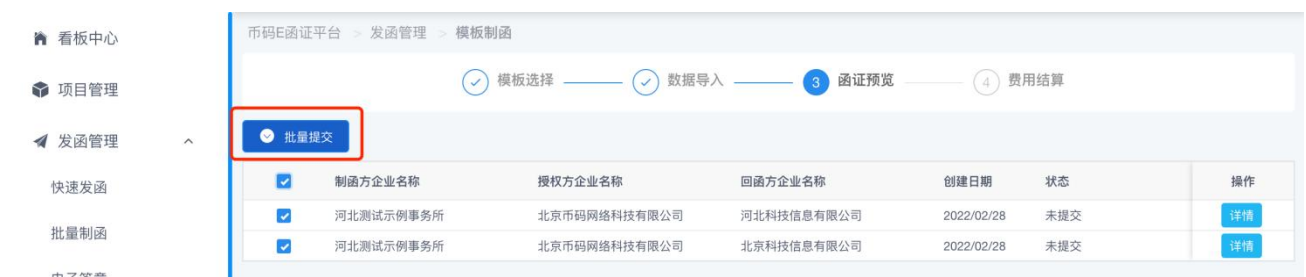 看板中心
项目管理
发函管理
快速发函
批量制函
电子签章
币码E函证平台 > 发函管理 > 模板制函
模板选择 数据导入 3 函证预览 4 费用结算
批量提交
制函方企业名称 授权方企业名称 回函方企业名称 创建日期 状态 操作
河北测试示例事务所 北京币码网络科技有限公司 河北科技信息有限公司 2022/02/28 未提交 详情
河北测试示例事务所 北京币码网络科技有限公司 北京科技信息有限公司 2022/02/28 未提交 详情